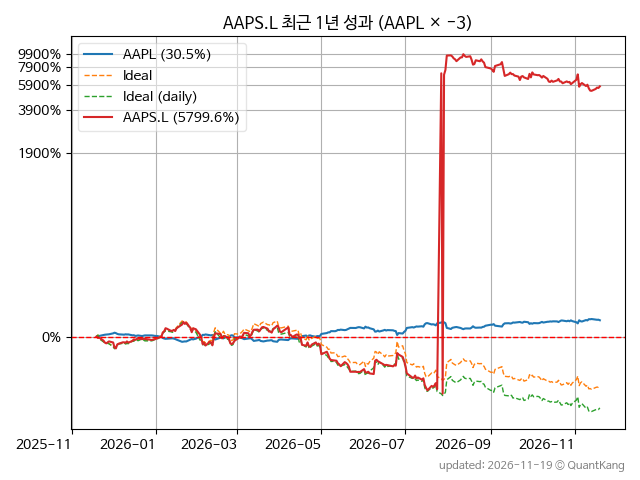 AAPS.L 최근 1년 성과 (AAPL × −3)
9900%
7900%
5900%
3900%
1900%
0%
AAPL (30.5%)
Ideal
Ideal (daily)
AAPS.L (5799.6%)
2025-11
2026-01
2026-03
2026-05
2026-07
2026-09
2026-11
updated: 2026-11-19 © QuantKang